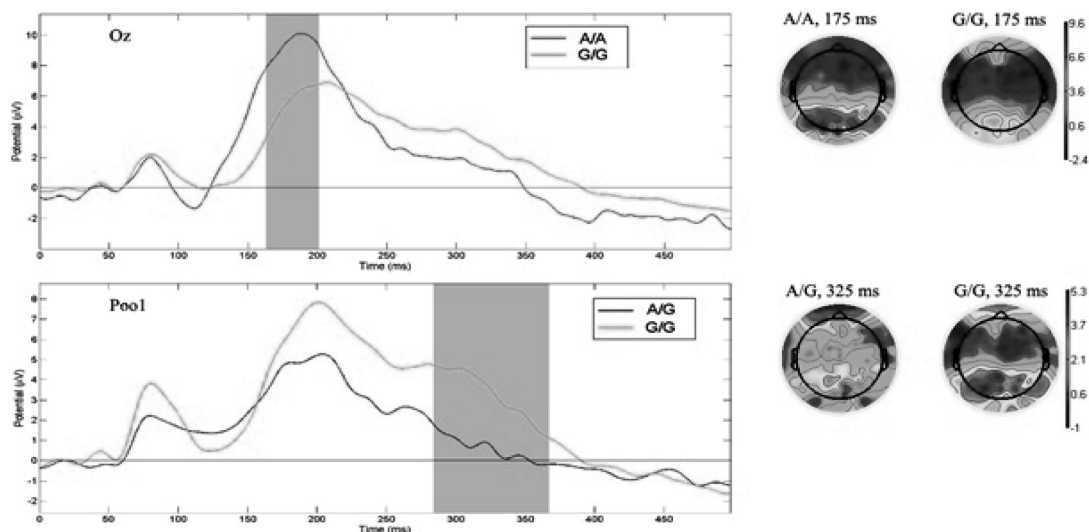 Oz
A/A
G/G
Potential (µV)
10
8
6
4
2
0
-2
0 50 100 150 200 250 300 350 400 450
Time (ms)
A/A, 175 ms
G/G, 175 ms
9.6
6.6
3.6
0.6
-2.4
Poo1
A/G
G/G
Potential (µV)
8
7
6
5
4
3
2
1
0
-1
-2
0 50 100 150 200 250 300 350 400 450
Time (ms)
A/G, 325 ms
G/G, 325 ms
5.3
3.7
2.1
0.6
-1